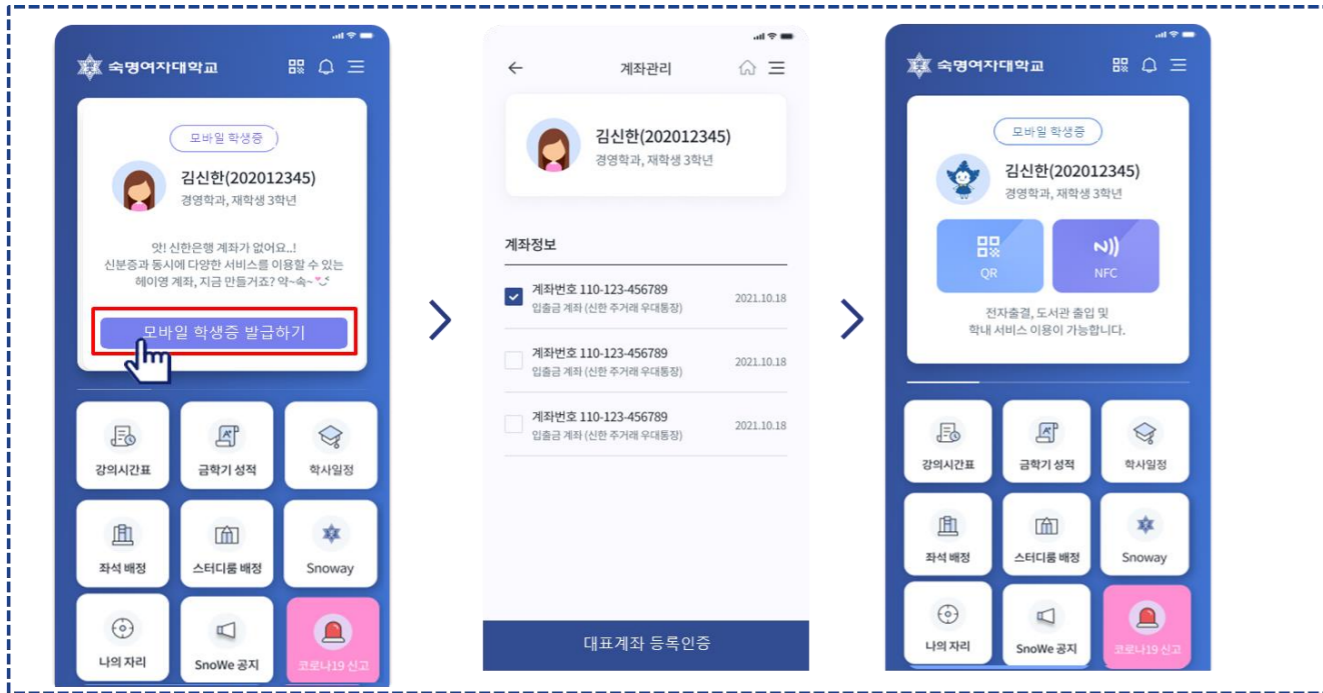 숙명여자대학교
모바일 학생증
김신한(202012345)
경영학과, 재학생 3학년
앗! 신한은행 계좌가 없어요..!
신분증과 동시에 다양한 서비스를 이용할 수 있는
헤이영 계좌, 지금 만들거죠? 약~속~
모바일 학생증 발급하기
강의시간표
금학기 성적
학사일정
좌석 배정
스터디룸 배정
Snoway
나의 자리
SnoWe 공지
코로나19 신고
계좌관리
김신한(202012345)
경영학과, 재학생 3학년
계좌정보
계좌번호 110-123-456789
입출금 계좌 (신한 주거래 우대통장)
2021.10.18
계좌번호 110-123-456789
입출금 계좌 (신한 주거래 우대통장)
2021.10.18
계좌번호 110-123-456789
입출금 계좌 (신한 주거래 우대통장)
2021.10.18
대표계좌 등록인증
숙명여자대학교
모바일 학생증
김신한(202012345)
경영학과, 재학생 3학년
QR
NFC
전자출결, 도서관 출입 및
학내 서비스 이용이 가능합니다.
강의시간표
금학기 성적
학사일정
좌석 배정
스터디룸 배정
Snoway
나의 자리
SnoWe 공지
코로나19 신고